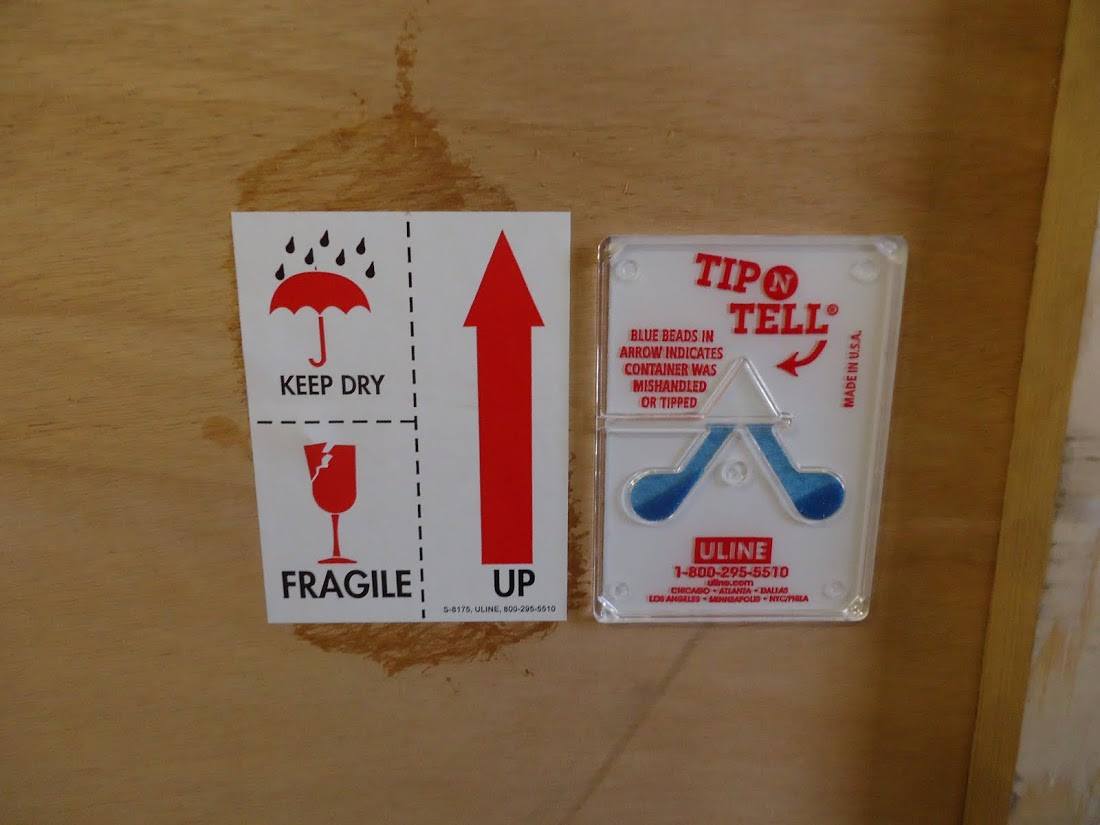 KEEP DRY
FRAGILE
UP
S-8175, ULINE, 800-295-5510
TIP N
TELL®
BLUE BEADS IN
ARROW INDICATES
CONTAINER WAS
MISHANDLED
OR TIPPED
MADE IN U.S.A.
ULINE
1-800-295-5510
uline.com
CHICAGO • ATLANTA • DALLAS
LOS ANGELES • MINNEAPOLIS • NYC/PHILA